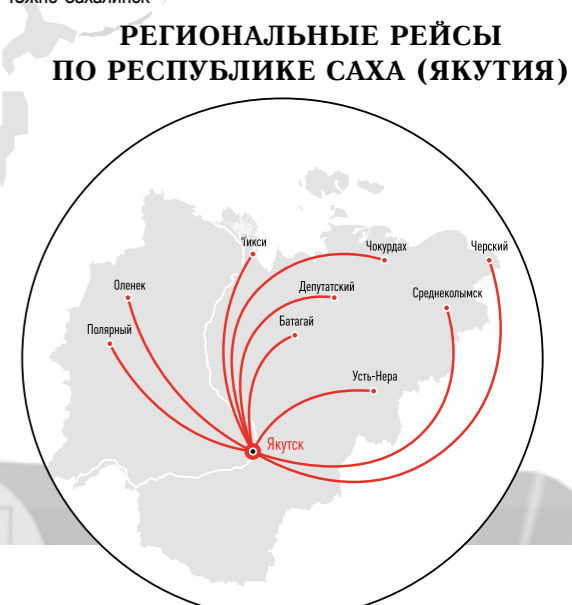 РЕГИОНАЛЬНЫЕ РЕЙСЫ
ПО РЕСПУБЛИКЕ САХА (ЯКУТИЯ)
Тикси
Чокурдах
Черский
Оленек
Депутатский
Среднеколымск
Полярный
Батагай
Усть-Нера
Якутск